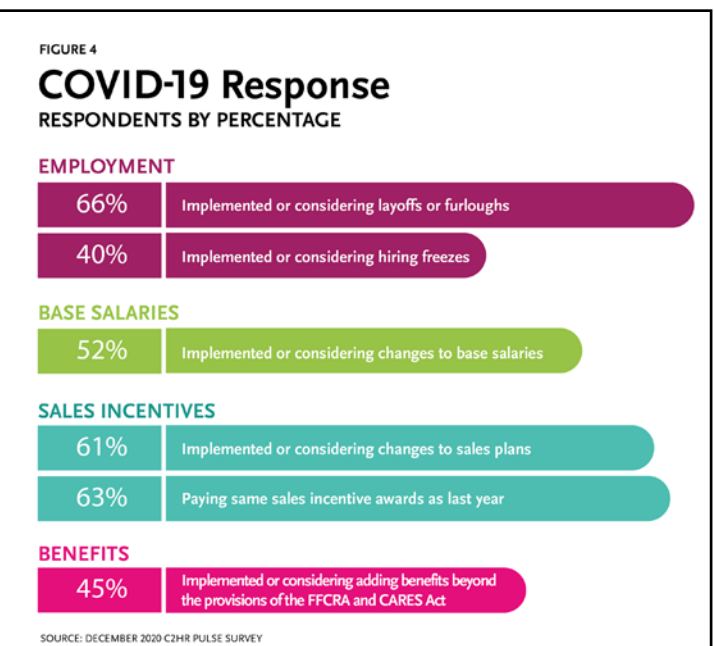 FIGURE 4
COVID-19 Response
RESPONDENTS BY PERCENTAGE
EMPLOYMENT
66% Implemented or considering layoffs or furloughs
40% Implemented or considering hiring freezes
BASE SALARIES
52% Implemented or considering changes to base salaries
SALES INCENTIVES
61% Implemented or considering changes to sales plans
63% Paying same sales incentive awards as last year
BENEFITS
45% Implemented or considering adding benefits beyond
the provisions of the FFCRA and CARES Act
SOURCE: DECEMBER 2020 C2HR PULSE SURVEY